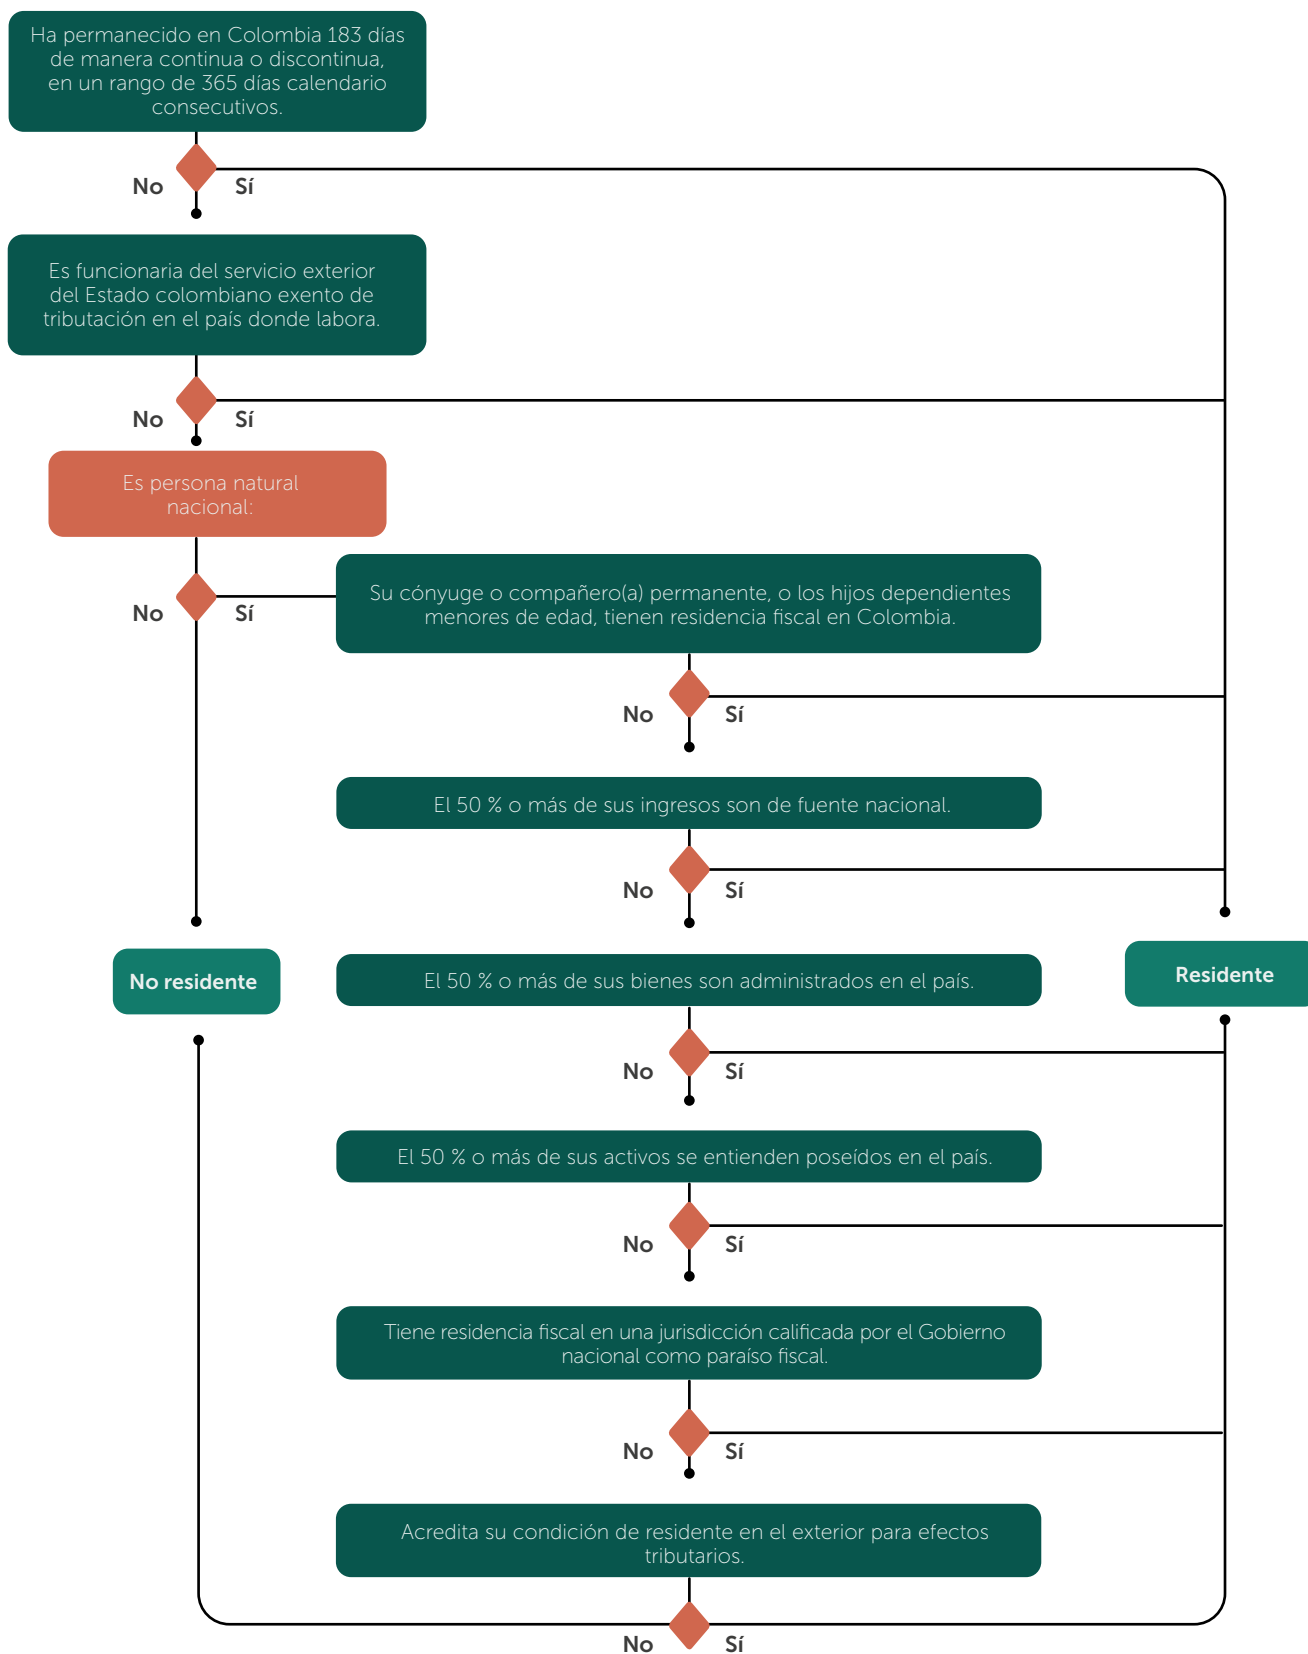 Ha permanecido en Colombia 183 días
de manera continua o discontinua,
en un rango de 365 días calendario
consecutivos.
No
Sí
Es funcionaria del servicio exterior
del Estado colombiano exento de
tributación en el país donde labora.
No
Sí
Es persona natural
nacional:
No
Sí
Su cónyuge o compañero(a) permanente, o los hijos dependientes
menores de edad, tienen residencia fiscal en Colombia.
No
Sí
El 50 % o más de sus ingresos son de fuente nacional.
No
Sí
No residente
El 50 % o más de sus bienes son administrados en el país.
Residente
No
Sí
El 50 % o más de sus activos se entienden poseídos en el país.
No
Sí
Tiene residencia fiscal en una jurisdicción calificada por el Gobierno
nacional como paraíso fiscal.
No
Sí
Acredita su condición de residente en el exterior para efectos
tributarios.
No
Sí